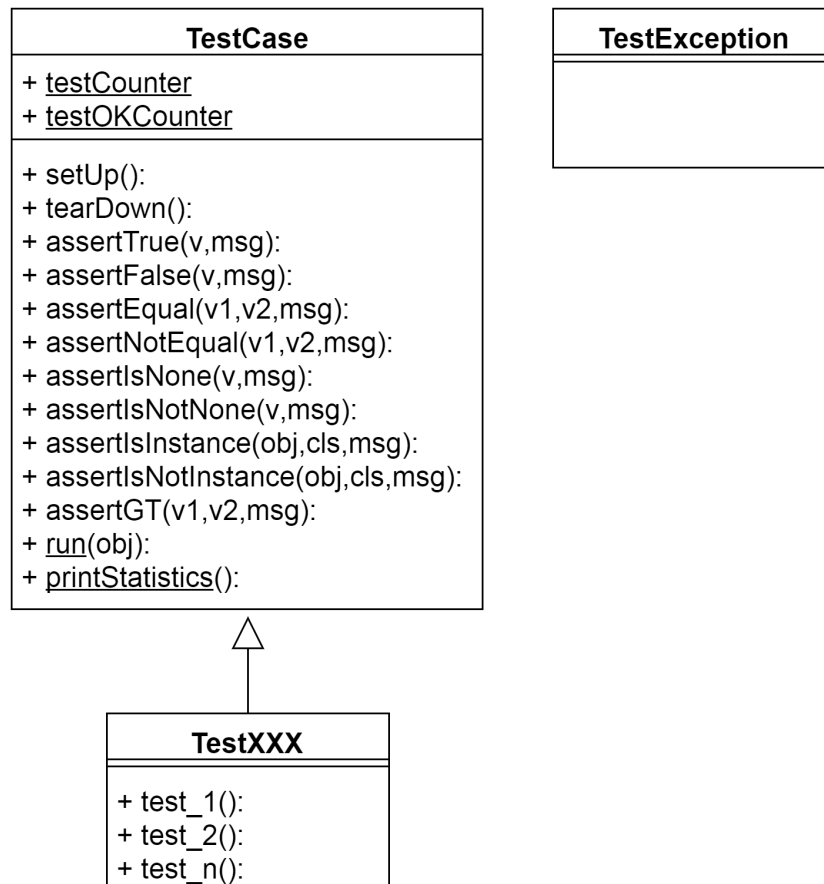 TestCase
+ testCounter
+ testOKCounter
+ setUp():
+ tearDown():
+ assertTrue(v,msg):
+ assertFalse(v,msg):
+ assertEqual(v1,v2,msg):
+ assertNotEqual(v1,v2,msg):
+ assertIsNone(v,msg):
+ assertIsNotNone(v,msg):
+ assertIsInstance(obj,cls,msg):
+ assertIsNotInstance(obj,cls,msg):
+ assertGT(v1,v2,msg):
+ run(obj):
+ printStatistics():
TestException
TestXXX
+ test_1():
+ test_2():
+ test_n():